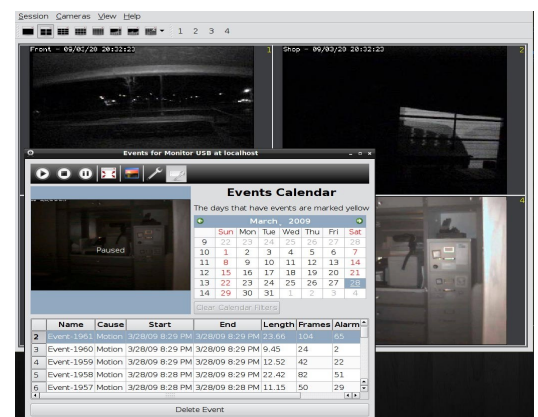 Session Cameras View Help
1 2 3 4
Front - 09/03/28 20:32:23
1
Shop - 09/03/28 20:32:23
2
Events for Monitor USB at localhost
Events Calendar
The days that have events are marked yellow
March, 2009
Sun Mon Tue Wed Thu Fri Sat
9 22 23 24 25 26 27 28
10 1 2 3 4 5 6 7
11 8 9 10 11 12 13 14
12 15 16 17 18 19 20 21
13 22 23 24 25 26 27 28
14 29 30 31 1 2 3 4
Clear Calendar Filters
Paused
4
Name Cause Start End Length Frames Alarm
2 Event-1961 Motion 3/28/09 8:29 PM 3/28/09 8:29 PM 23.66 104 65
3 Event-1960 Motion 3/28/09 8:29 PM 3/28/09 8:29 PM 9.45 24 2
4 Event-1959 Motion 3/28/09 8:28 PM 3/28/09 8:29 PM 12.52 42 22
5 Event-1958 Motion 3/28/09 8:28 PM 3/28/09 8:28 PM 22.42 82 51
6 Event-1957 Motion 3/28/09 8:28 PM 3/28/09 8:28 PM 11.15 50 29
Delete Event